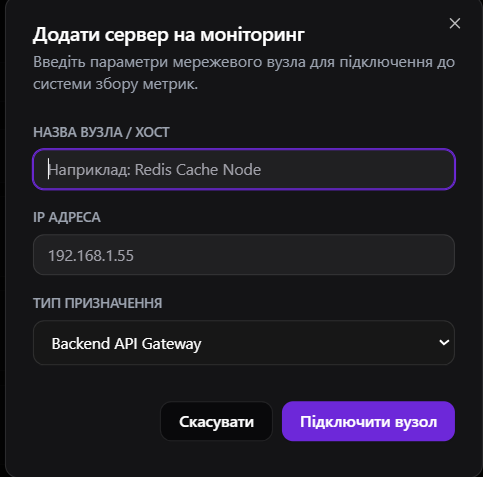 Додати сервер на моніторинг
Введіть параметри мережевого вузла для підключення до
системи збору метрик.
НАЗВА ВУЗЛА / ХОСТ
Наприклад: Redis Cache Node
IP АДРЕСА
192.168.1.55
ТИП ПРИЗНАЧЕННЯ
Backend API Gateway
Скасувати
Підключити вузол